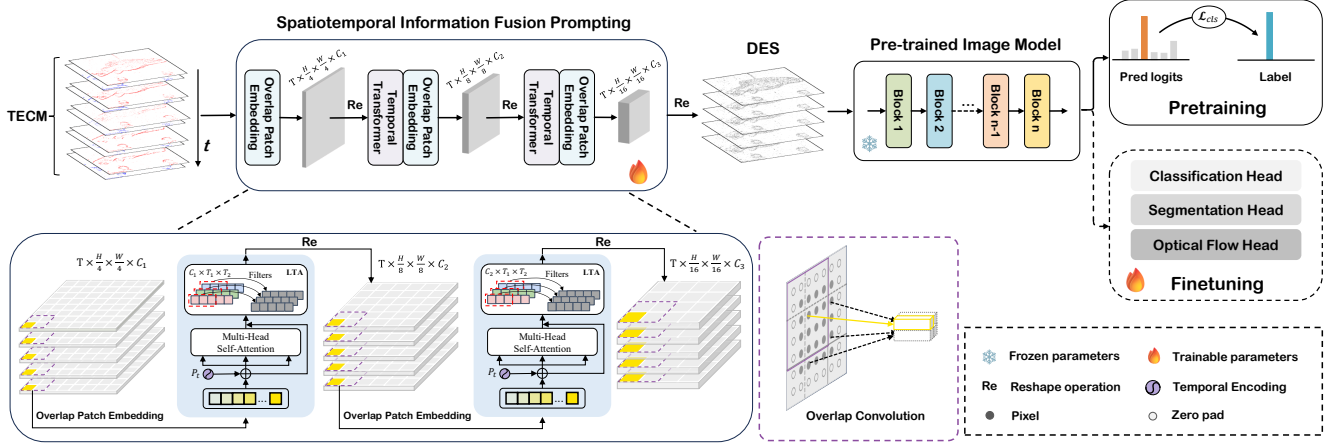 Spatiotemporal Information Fusion Prompting
TECM
t
Overlap Patch
Embedding
T × H/4 × W/4 × C₁
Re
Temporal
Transformer
Overlap Patch
Embedding
T × H/8 × W/8 × C₂
Re
Temporal
Transformer
Overlap Patch
Embedding
T × H/16 × W/16 × C₃
Re
DES
Pre-trained Image Model
Block 1
Block 2
...
Block n-1
Block n
ℒcls
Pred logits
Label
Pretraining
Classification Head
Segmentation Head
Optical Flow Head
Finetuning
T × H/4 × W/4 × C₁
Overlap Patch Embedding
C₁ × T₁ × T₂
Filters
LTA
Multi-Head
Self-Attention
Pₜ
...
Re
T × H/8 × W/8 × C₂
Overlap Patch Embedding
C₂ × T₁ × T₂
Filters
LTA
Multi-Head
Self-Attention
Pₜ
...
Re
T × H/16 × W/16 × C₃
Overlap Convolution
Frozen parameters
Trainable parameters
Re Reshape operation
Temporal Encoding
Pixel
Zero pad